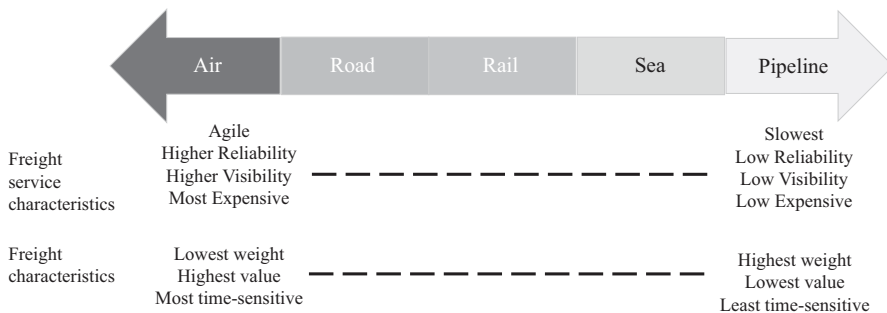 Air
Road
Rail
Sea
Pipeline
Freight
service
characteristics
Agile
Higher Reliability
Higher Visibility
Most Expensive
Slowest
Low Reliability
Low Visibility
Low Expensive
Freight
characteristics
Lowest weight
Highest value
Most time-sensitive
Highest weight
Lowest value
Least time-sensitive